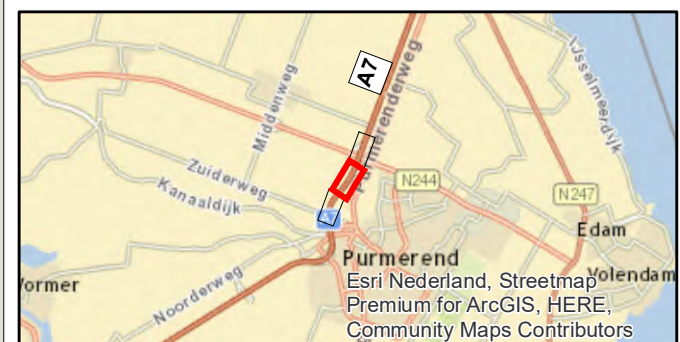 A7
Purmerenderweg
IJsselmeerdijk
Middenweg
N244
Zuiderweg
N247
Kanaaldijk
A7
Edam
Purmerend
Volendam
Wormer
Noorderweg
Esri Nederland, Streetmap
Premium for ArcGIS, HERE,
Community Maps Contributors